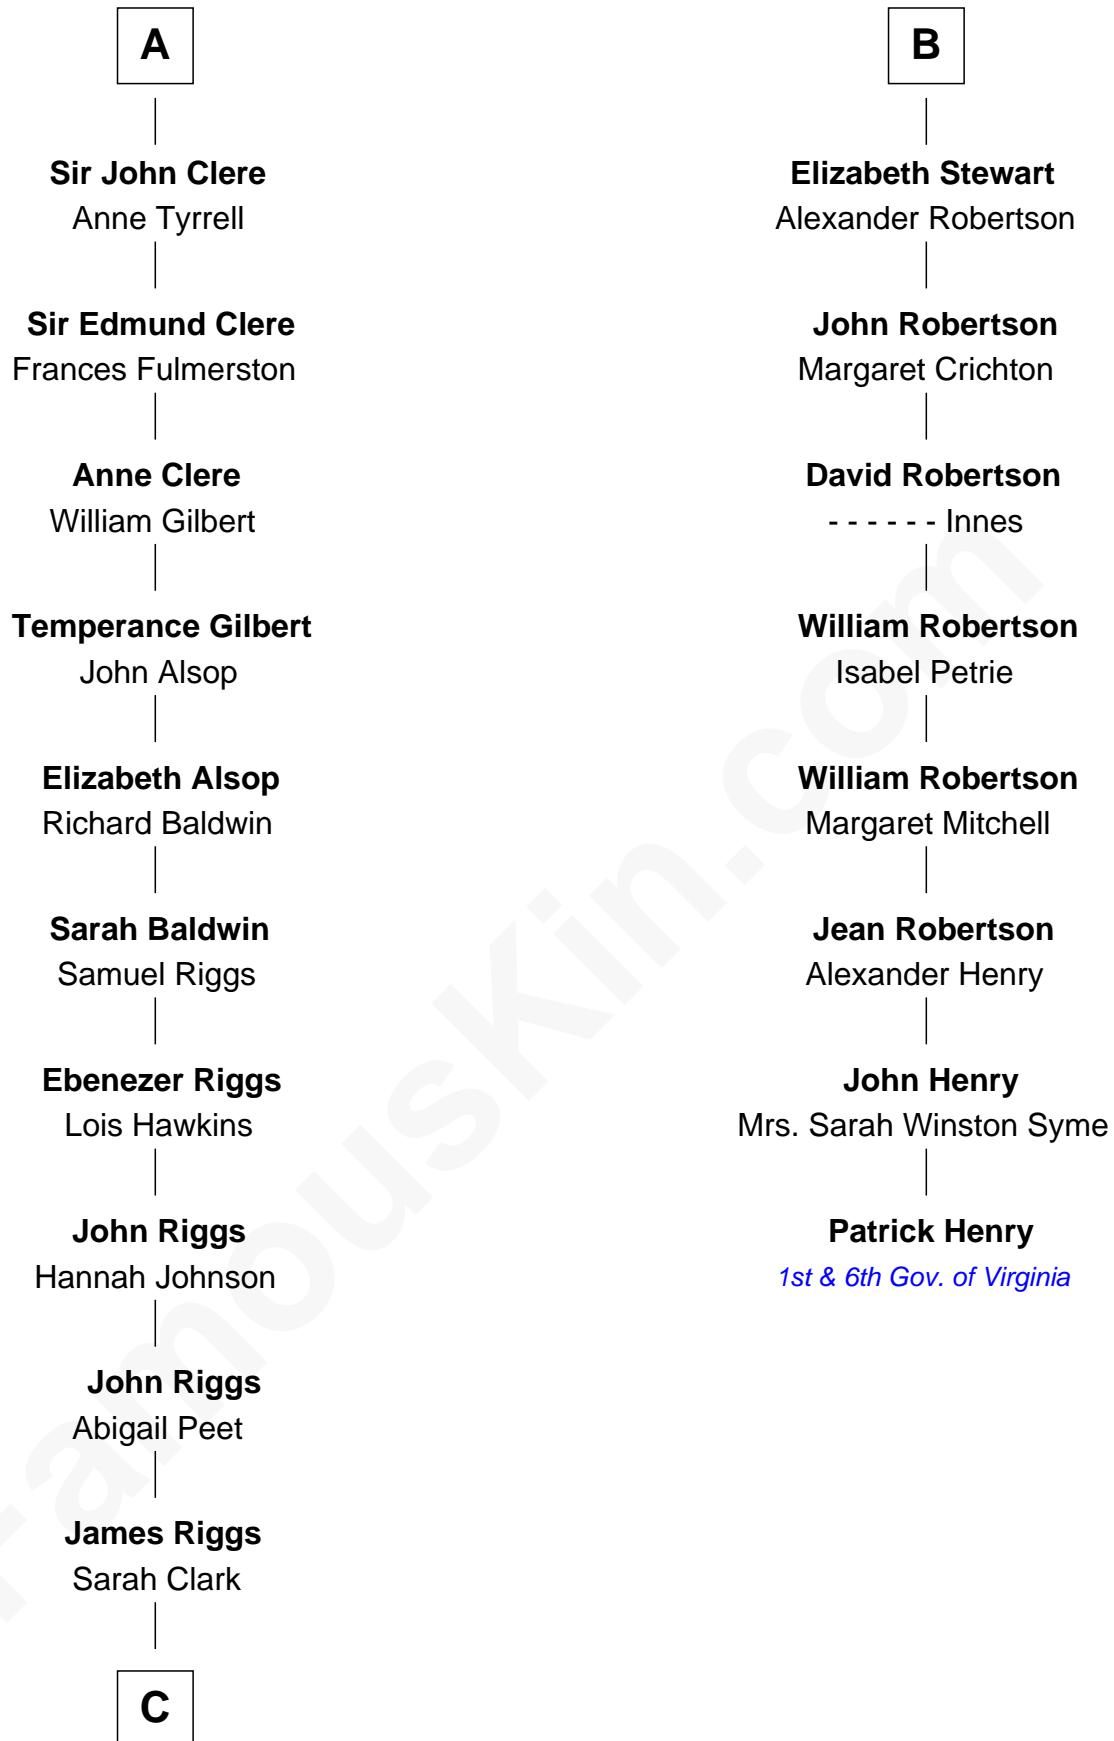 A
Sir John Clere
Anne Tyrrell
Sir Edmund Clere
Frances Fulmerston
Anne Clere
William Gilbert
Temperance Gilbert
John Alsop
Elizabeth Alsop
Richard Baldwin
Sarah Baldwin
Samuel Riggs
Ebenezer Riggs
Lois Hawkins
John Riggs
Hannah Johnson
John Riggs
Abigail Peet
James Riggs
Sarah Clark
C
B
Elizabeth Stewart
Alexander Robertson
John Robertson
Margaret Crichton
David Robertson
- - - - - - Innes
William Robertson
Isabel Petrie
William Robertson
Margaret Mitchell
Jean Robertson
Alexander Henry
John Henry
Mrs. Sarah Winston Syme
Patrick Henry
1st & 6th Gov. of Virginia
FamousKin.com